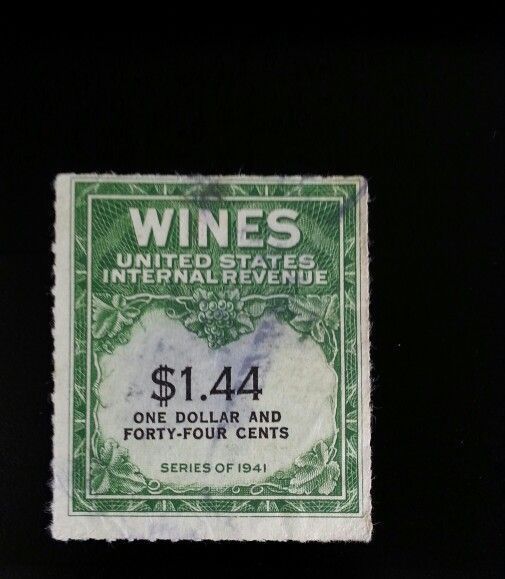 WINES
UNITED STATES
INTERNAL REVENUE
$1.44
ONE DOLLAR AND
FORTY-FOUR CENTS
SERIES OF 1941